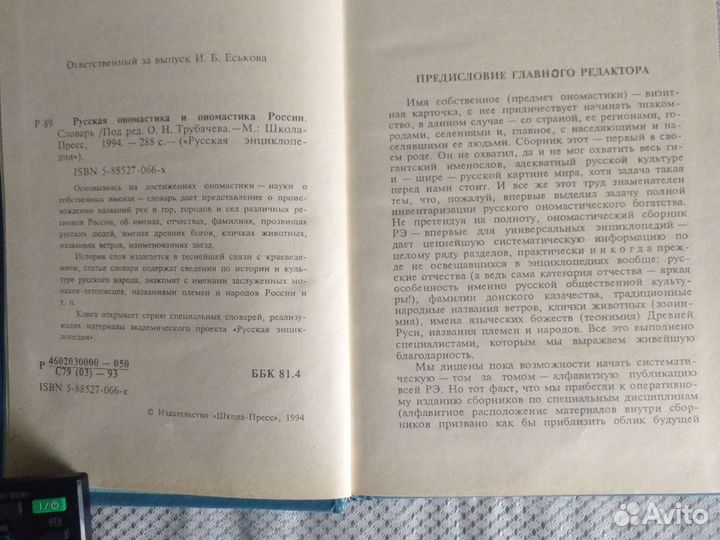 Ответственный за выпуск И. Б. Еськова
Р 89 Русская ономастика и ономастика России.
Словарь /Под ред. О. Н. Трубачева. — М.: Школа-
Пресс, 1994. — 288 с. — («Русская энциклопе-
дия»).
ISBN 5-88527-066-х
Основываясь на достижениях ономастики — науки о
собственных именах — словарь дает представление о проис-
хождении названий рек и гор, городов и сел различных ре-
гионов России, об именах, отчествах, фамилиях, прозвищах
русских людей, именах древних богов, кличках животных,
названиях ветров, наименованиях звезд.
История слов излагается в теснейшей связи с краеведе-
нием, статьи словаря содержат сведения по истории и куль-
туре русского народа, знакомят с именами заслуженных мо-
нахов-летописцев, названиями племен и народов России и
т. п.
Книга открывает серию специальных словарей, реализу-
ющих материалы академического проекта «Русская энцик-
лопедия».
Р 4602030000 — 050
С79 (03) — 93
ББК 81.4
ISBN 5-88527-066-х
© Издательство «Школа-Пресс», 1994
ПРЕДИСЛОВИЕ ГЛАВНОГО РЕДАКТОРА
Имя собственное (предмет ономастики) — визит-
ная карточка, с нее приличествует начинать знаком-
ство, в данном случае — со страной, ее регионами, го-
родами, селениями и, главное, с населяющими и на-
селявшими ее людьми. Сборник этот — первый в сво-
ем роде. Он не охватил, да и не мог охватить весь ги-
гантский именослов, адекватный русской культуре
и — шире — русской картине мира, хотя задача такая
перед нами стоит. И все же этот труд знаменателен
тем, что, пожалуй, впервые выделил задачу полной
инвентаризации русского ономастического богатства.
Не претендуя на полноту, ономастический сборник
РЭ — впервые для универсальных энциклопедий —
дает ценнейшую систематическую информацию по
целому ряду разделов, практически никогда преж-
де не освещавшихся в энциклопедиях вообще: рус-
ские отчества (а ведь сама категория отчества — яркая
особенность именно русской общественной культу-
ры!), фамилии донского казачества, традиционные
народные названия ветров, клички животных (зоони-
мия), имена языческих божеств (теонимия) Древней
Руси, названия племен и народов. Все это выполнено
специалистами, которым мы выражаем живейшую
благодарность.
Мы лишены пока возможности начать системати-
ческую — том за томом — алфавитную публикацию
всей РЭ. Но тот факт, что мы прибегли к оперативно-
му изданию сборников по специальным дисциплинам
(алфавитное расположение материалов внутри сбор-
ников призвано как бы приблизить облик будущей
MENU
I/⏻
Avito